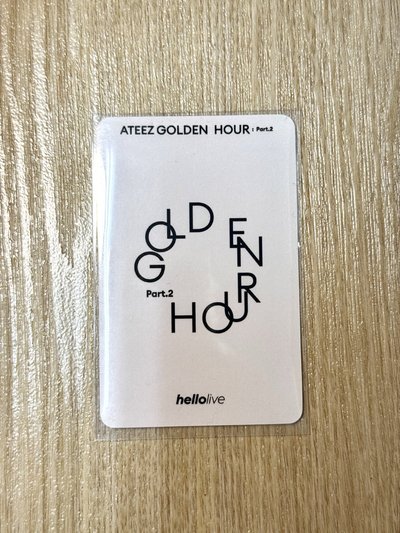 ATEEZ GOLDEN HOUR : Part.2
GOLDEN
Part.2
HOUR
hellolive